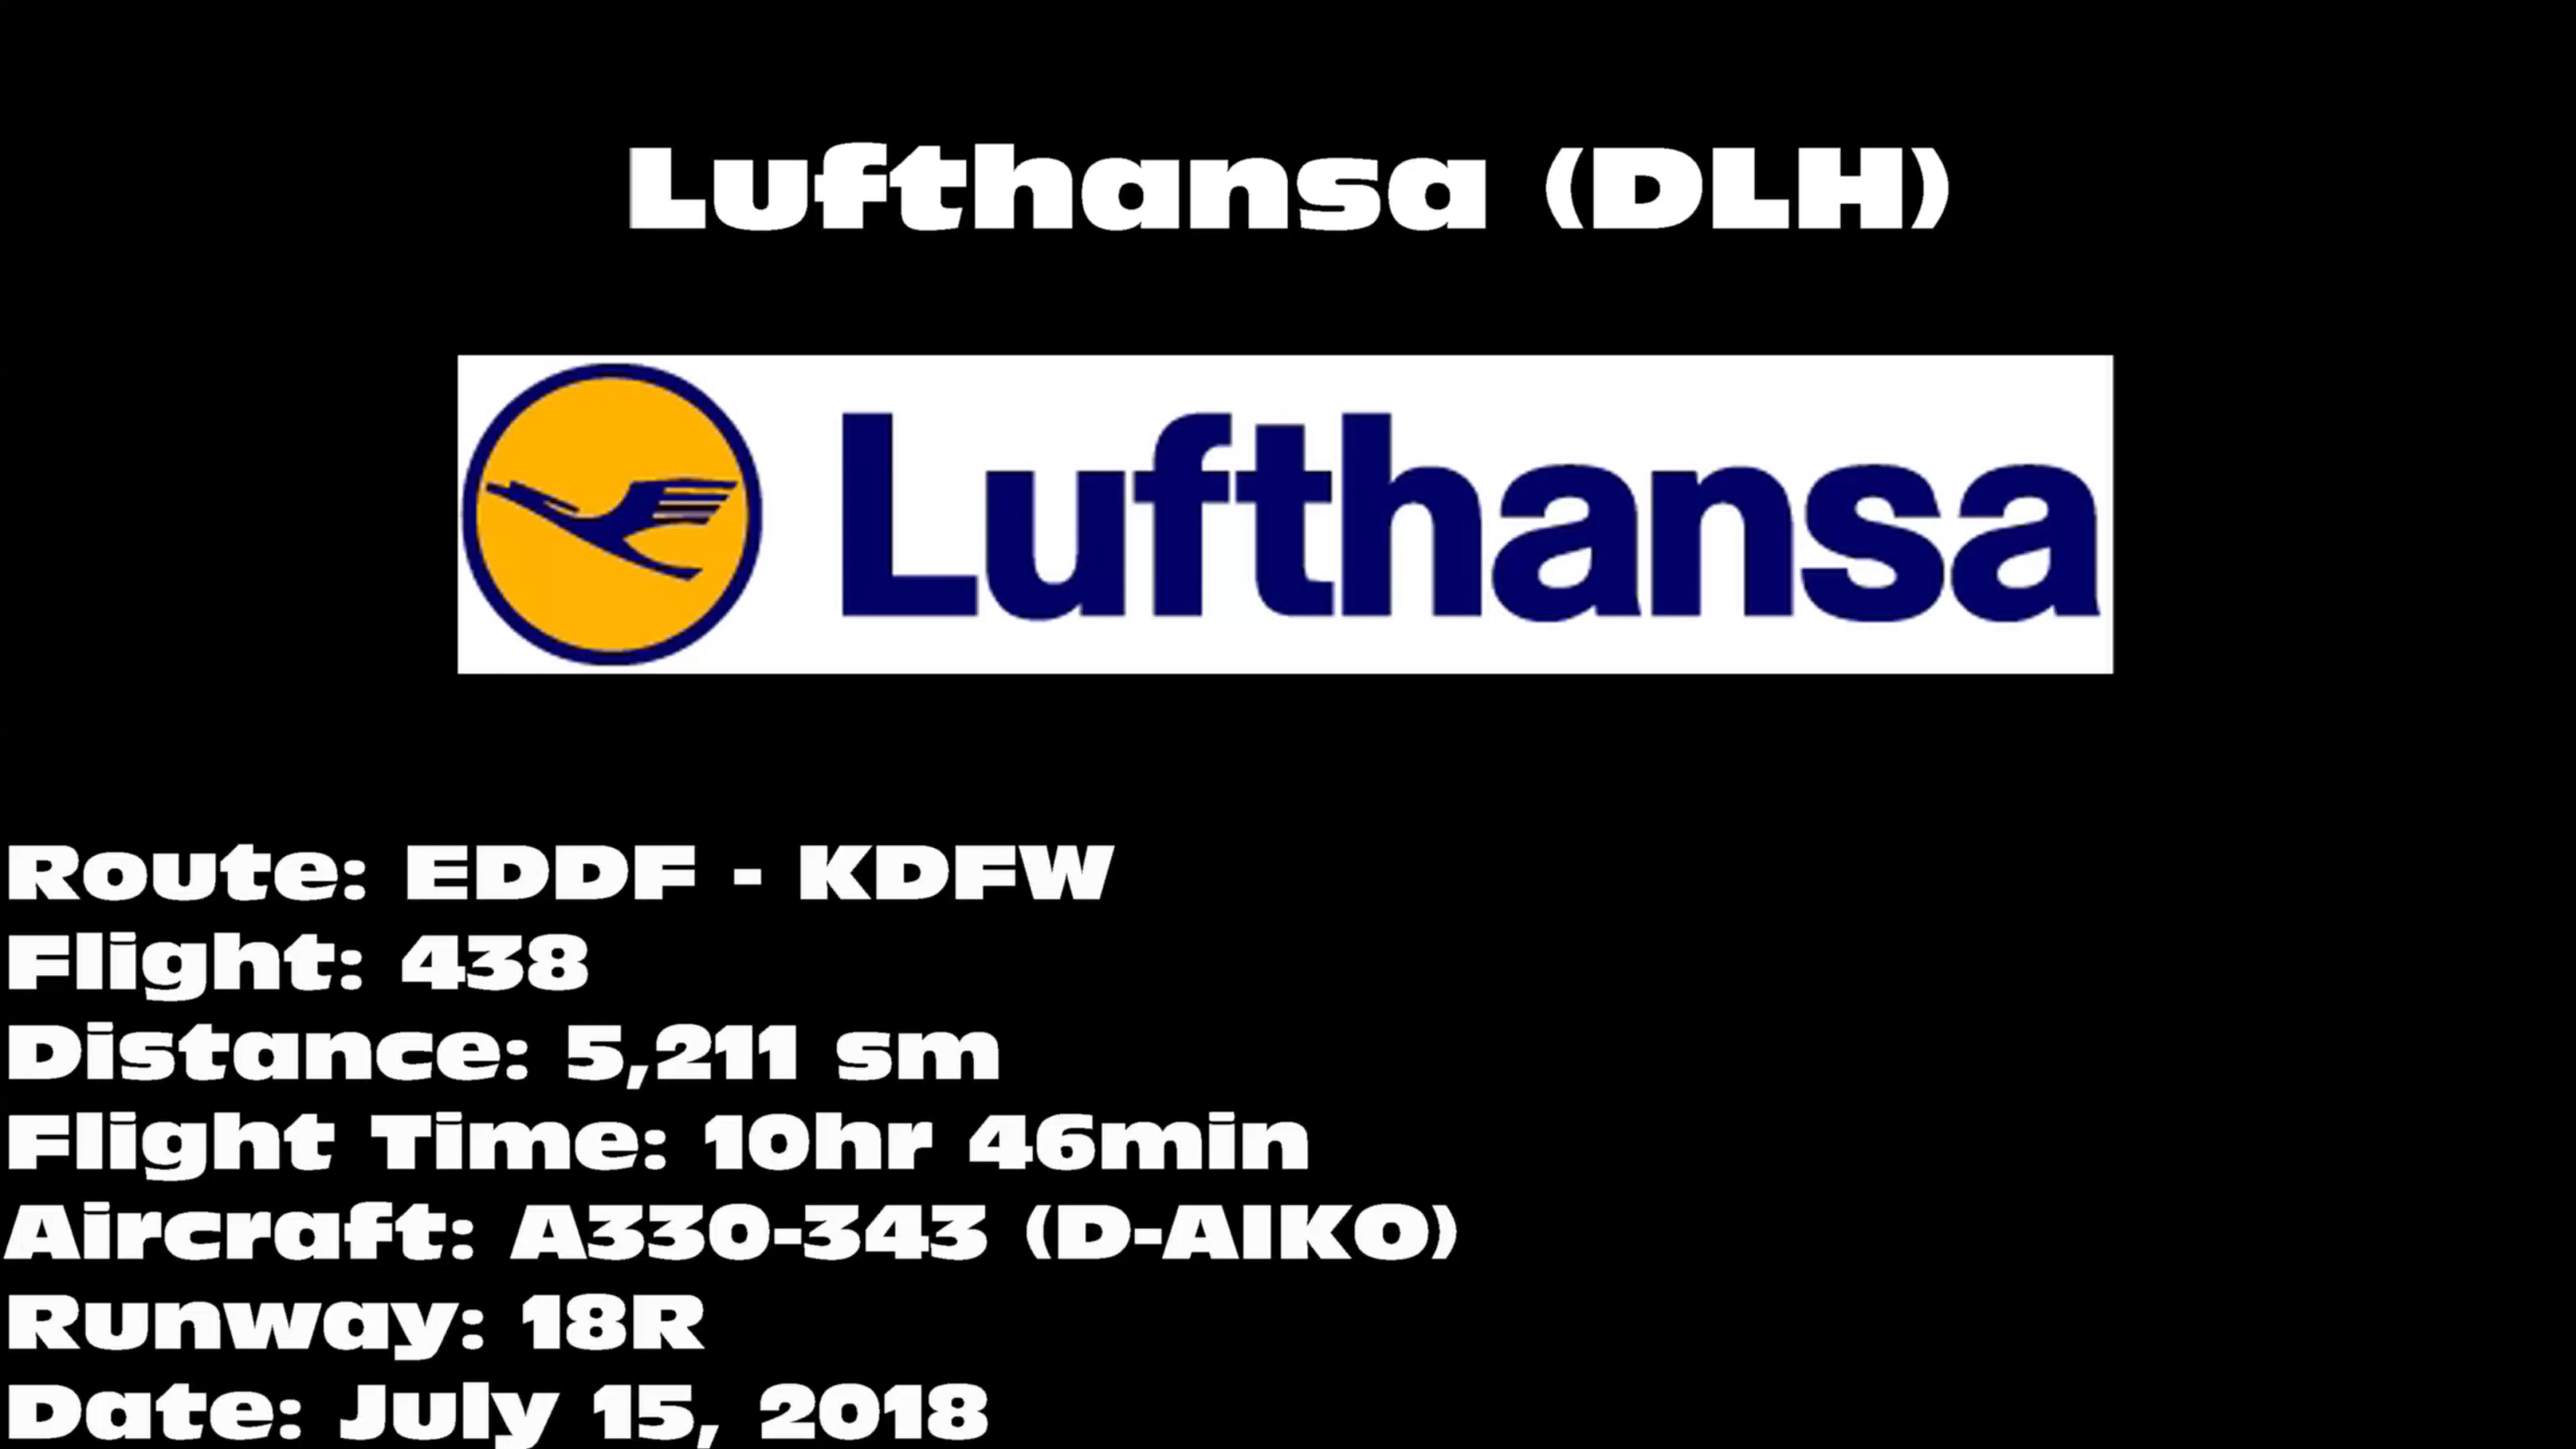 Lufthansa (DLH)
Lufthansa
Route: EDDF - KDFW
Flight: 438
Distance: 5,211 sm
Flight Time: 10hr 46min
Aircraft: A330-343 (D-AIKO)
Runway: 18R
Date: July 15, 2018